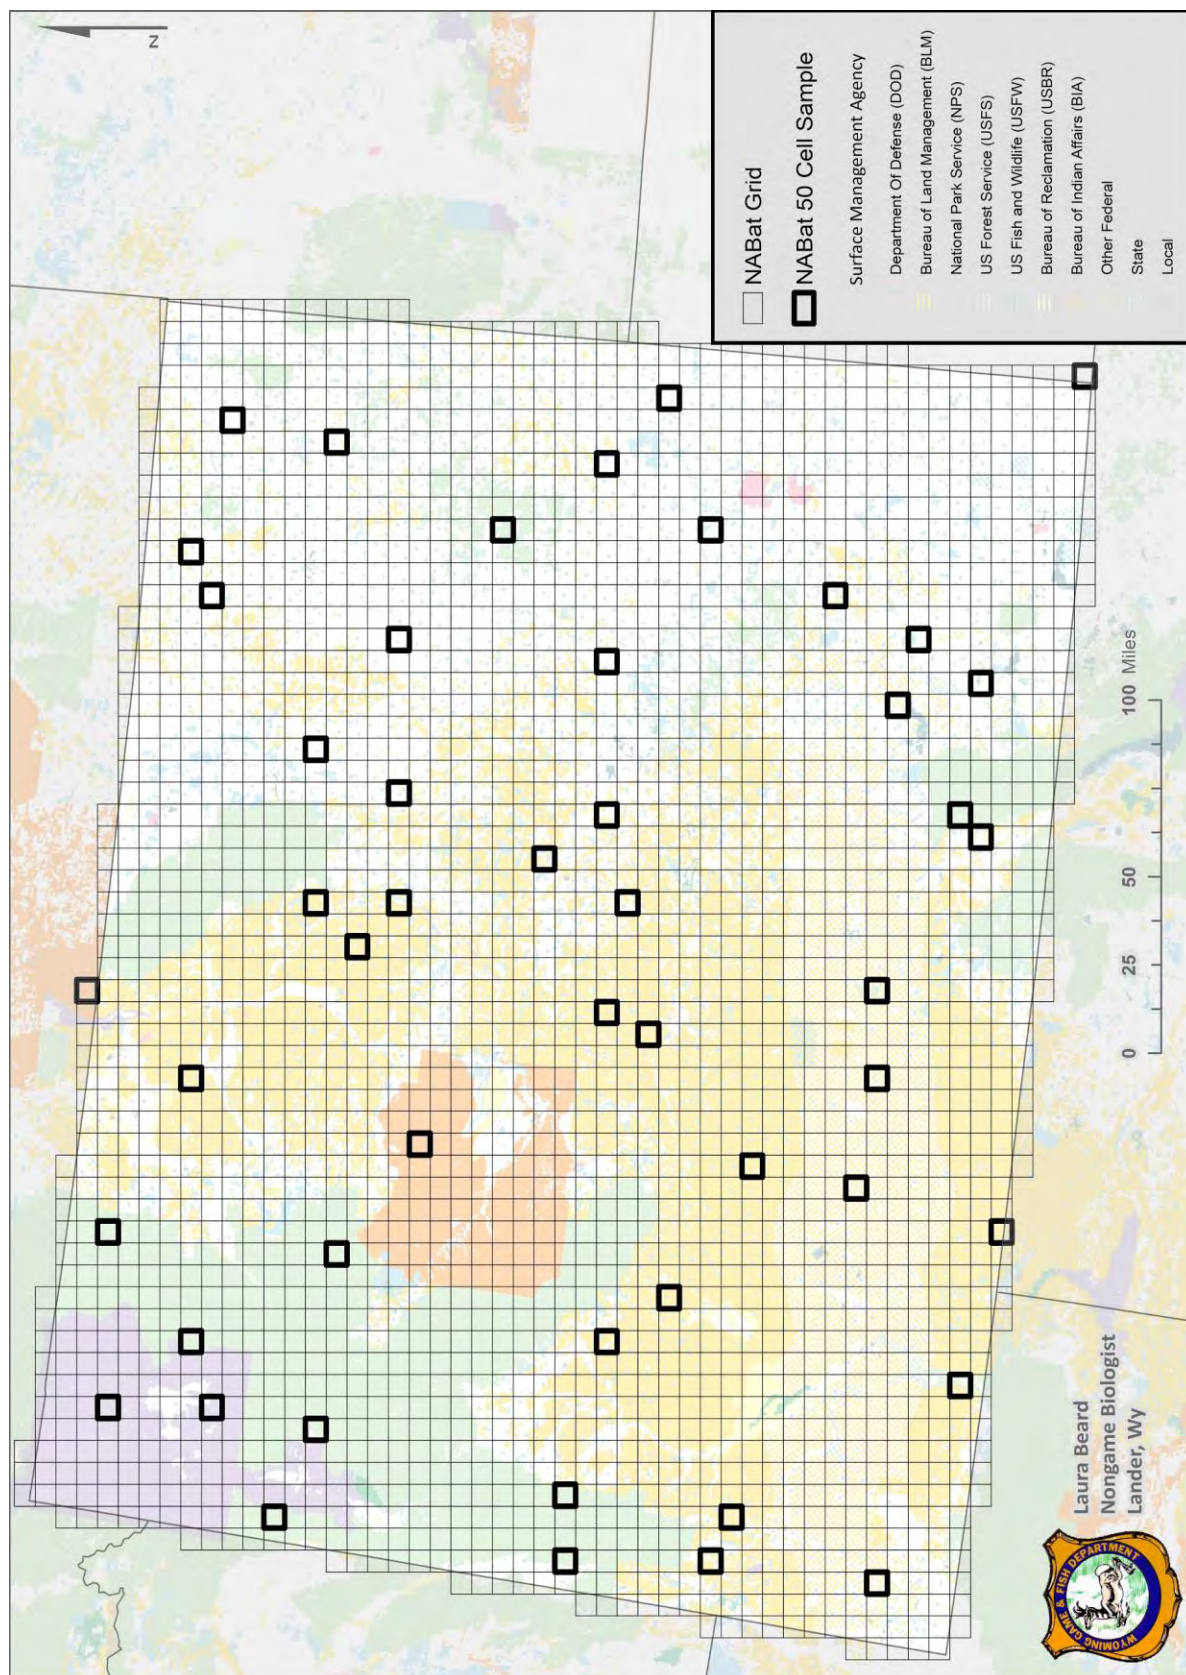 N
NABat Grid
NABat 50 Cell Sample
Surface Management Agency
Department Of Defense (DOD)
Bureau of Land Management (BLM)
National Park Service (NPS)
US Forest Service (USFS)
US Fish and Wildlife (USFW)
Bureau of Reclamation (USBR)
Bureau of Indian Affairs (BIA)
Other Federal
State
Local
0 25 50 100 Miles
Laura Beard
Nongame Biologist
Lander, Wy
WYOMING GAME & FISH DEPARTMENT